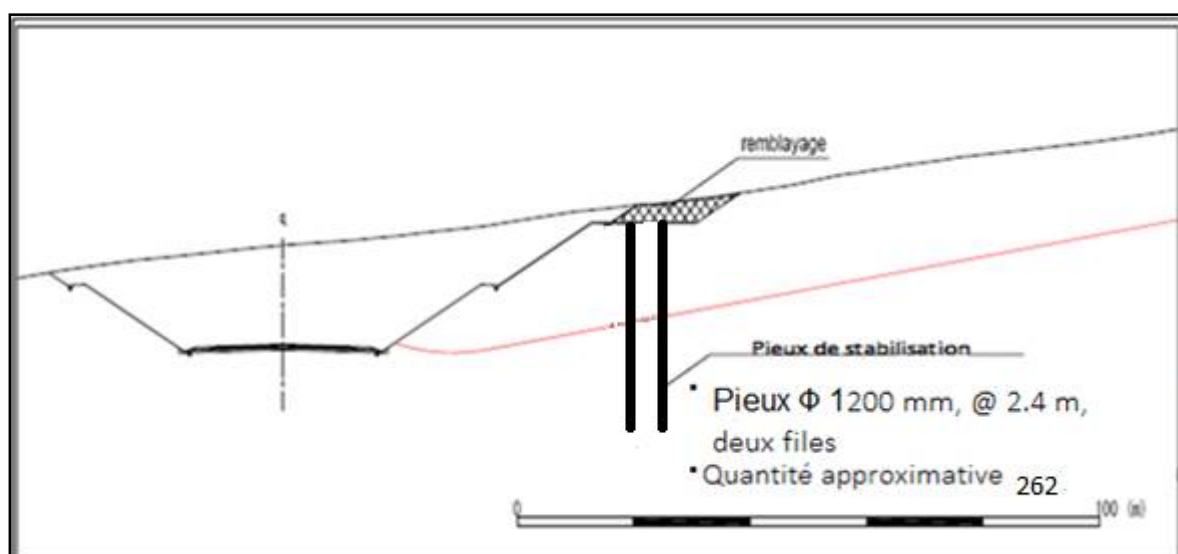 remblayage
Pieux de stabilisation
• Pieux Φ 1200 mm, @ 2.4 m,
deux files
• Quantité approximative 262
0 100 (m)